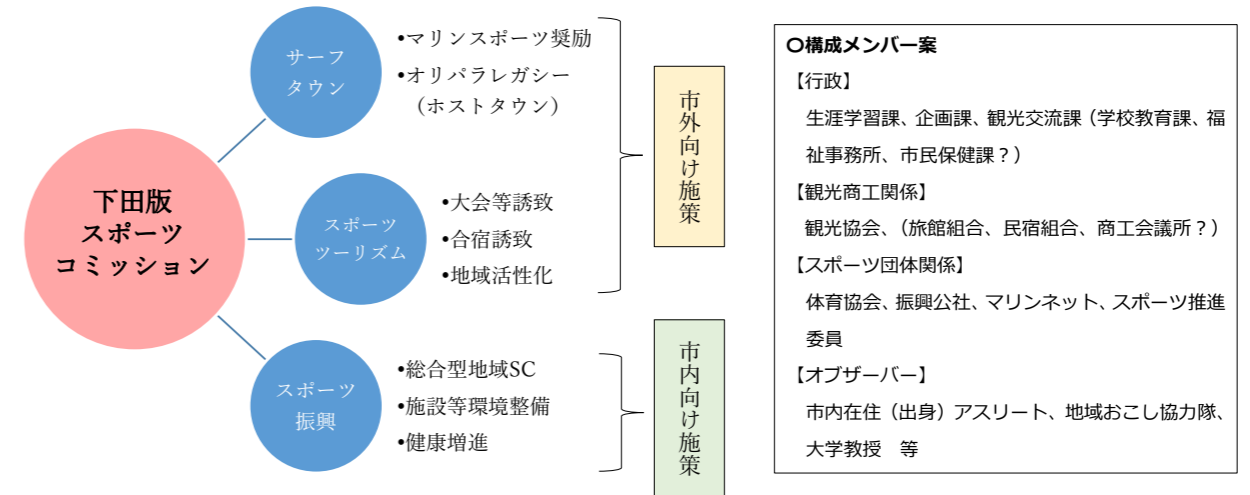 下田版
スポーツ
コミッション
サーフ
タウン
•マリンスポーツ奨励
•オリパラレガシー
（ホストタウン）
スポーツ
ツーリズム
•大会等誘致
•合宿誘致
•地域活性化
市外向け施策
スポーツ
振興
•総合型地域SC
•施設等環境整備
•健康増進
市内向け施策
〇構成メンバー案
【行政】
生涯学習課、企画課、観光交流課（学校教育課、福
祉事務所、市民保健課？）
【観光商工関係】
観光協会、（旅館組合、民宿組合、商工会議所？）
【スポーツ団体関係】
体育協会、振興公社、マリンネット、スポーツ推進
委員
【オブザーバー】
市内在住（出身）アスリート、地域おこし協力隊、
大学教授　等